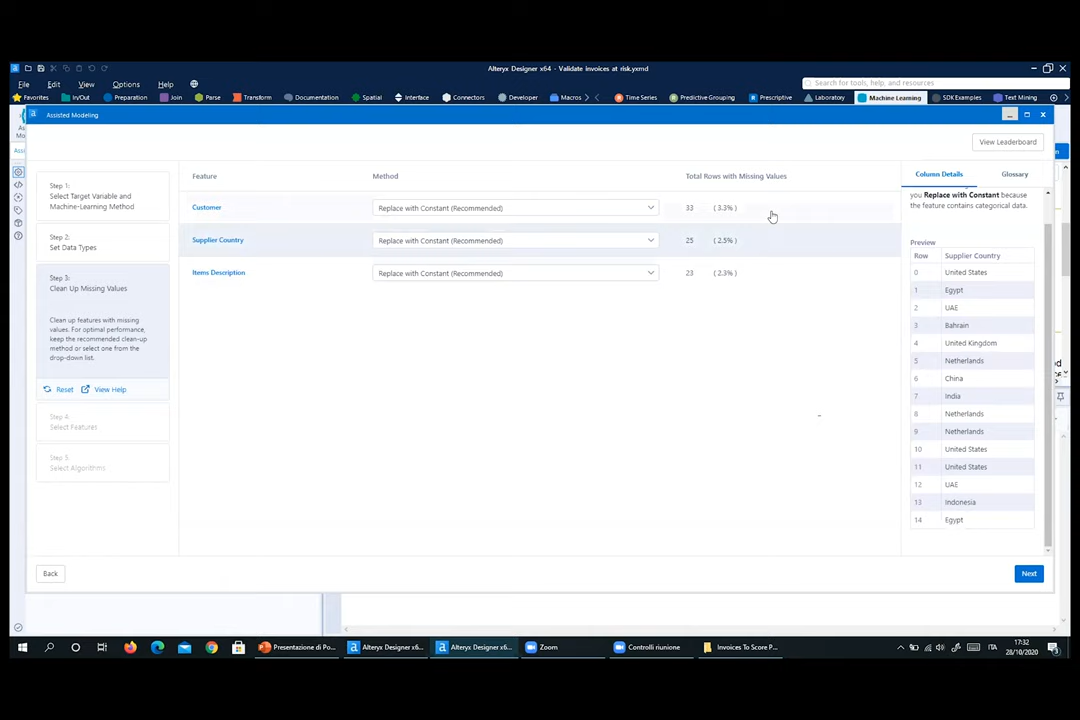 Alteryx Designer x64 - Validate invoices at risk.yxmd
File Edit View Options Help
Search for tools, help, and resources
Favorites In/Out Preparation Join Parse Transform Documentation Spatial Interface Connectors Developer Macros Time Series Predictive Grouping Prescriptive Laboratory Machine Learning SDK Examples Text Mining
Assisted Modeling
View Leaderboard
Step 1:
Select Target Variable and
Machine-Learning Method
Step 2:
Set Data Types
Step 3:
Clean Up Missing Values
Clean up features with missing
values. For optimal performance,
keep the recommended clean-up
method or select one from the
drop-down list.
Reset View Help
Step 4:
Select Features
Step 5:
Select Algorithms
Feature Method Total Rows with Missing Values
Customer Replace with Constant (Recommended) 33 ( 3.3% )
Supplier Country Replace with Constant (Recommended) 25 ( 2.5% )
Items Description Replace with Constant (Recommended) 23 ( 2.3% )
Column Details Glossary
you Replace with Constant because
the feature contains categorical data.
Preview
Row Supplier Country
0 United States
1 Egypt
2 UAE
3 Bahrain
4 United Kingdom
5 Netherlands
6 China
7 India
8 Netherlands
9 Netherlands
10 United States
11 United States
12 UAE
13 Indonesia
14 Egypt
Back Next
Presentazione di Po... Alteryx Designer x6... Alteryx Designer x6... Zoom Controlli riunione Invoices To Score P...
ITA
17:32
28/10/2020